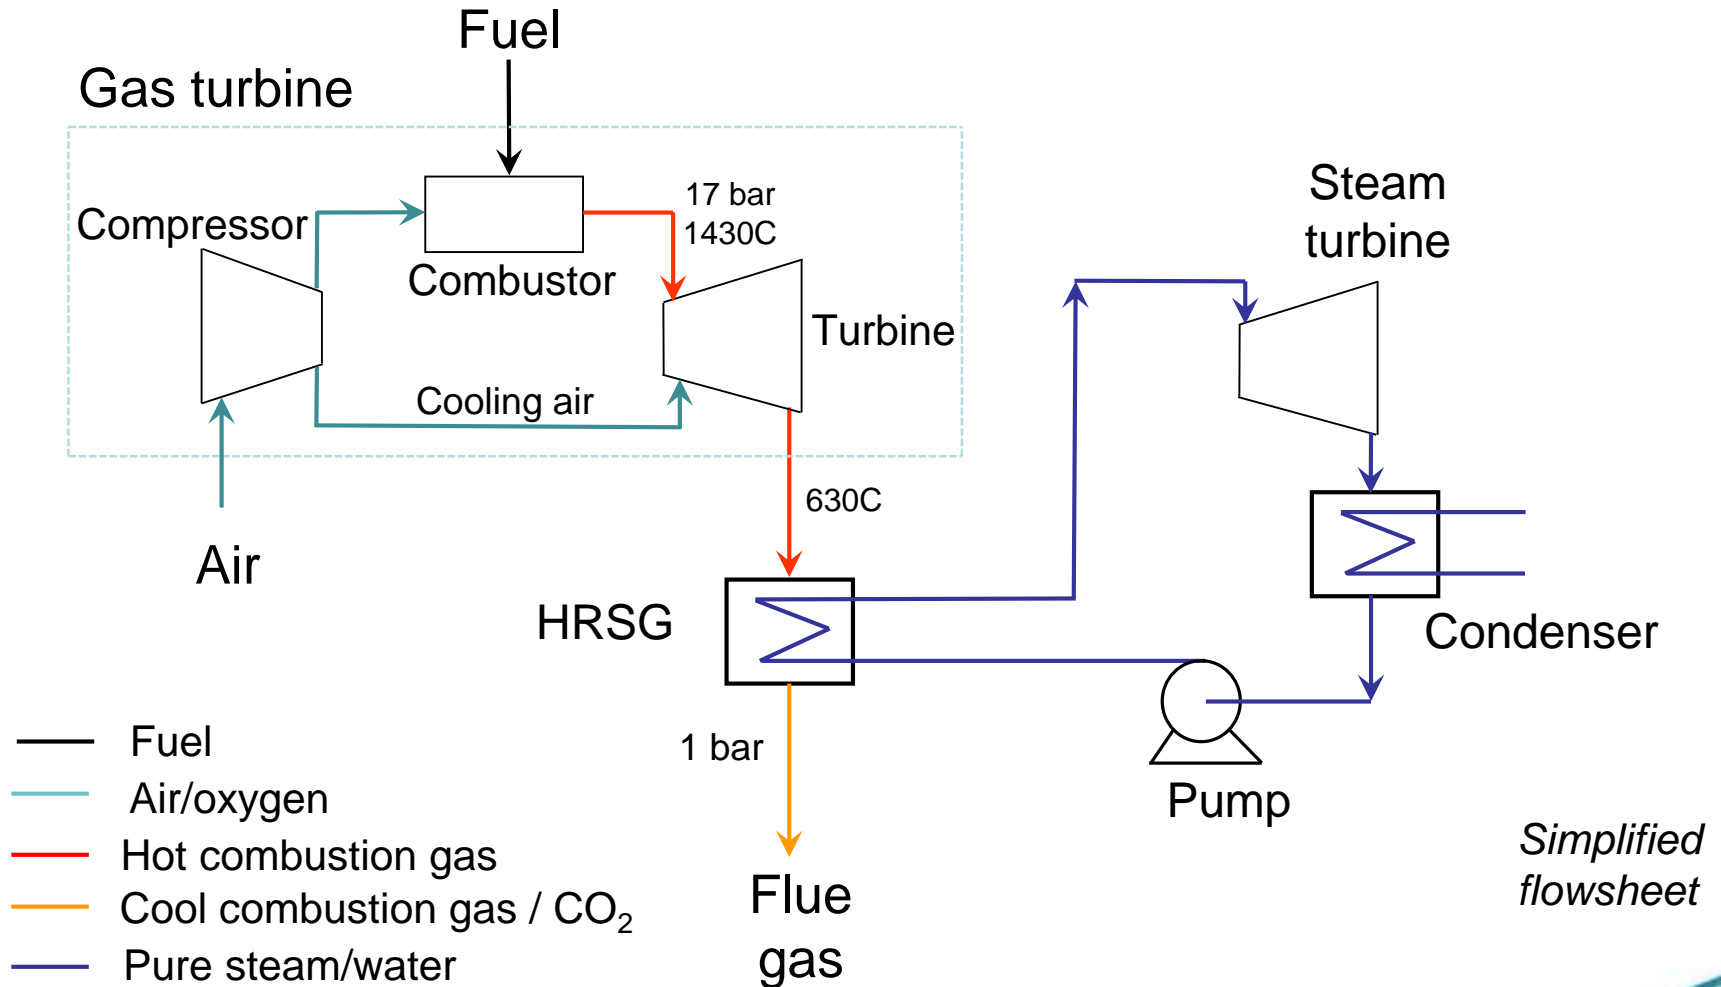 Fuel
Gas turbine
Compressor
Combustor
17 bar
1430C
Turbine
Cooling air
Steam
turbine
Air
630C
HRSG
Condenser
1 bar
Pump
Flue
gas
Fuel
Air/oxygen
Hot combustion gas
Cool combustion gas / CO₂
Pure steam/water
Simplified
flowsheet